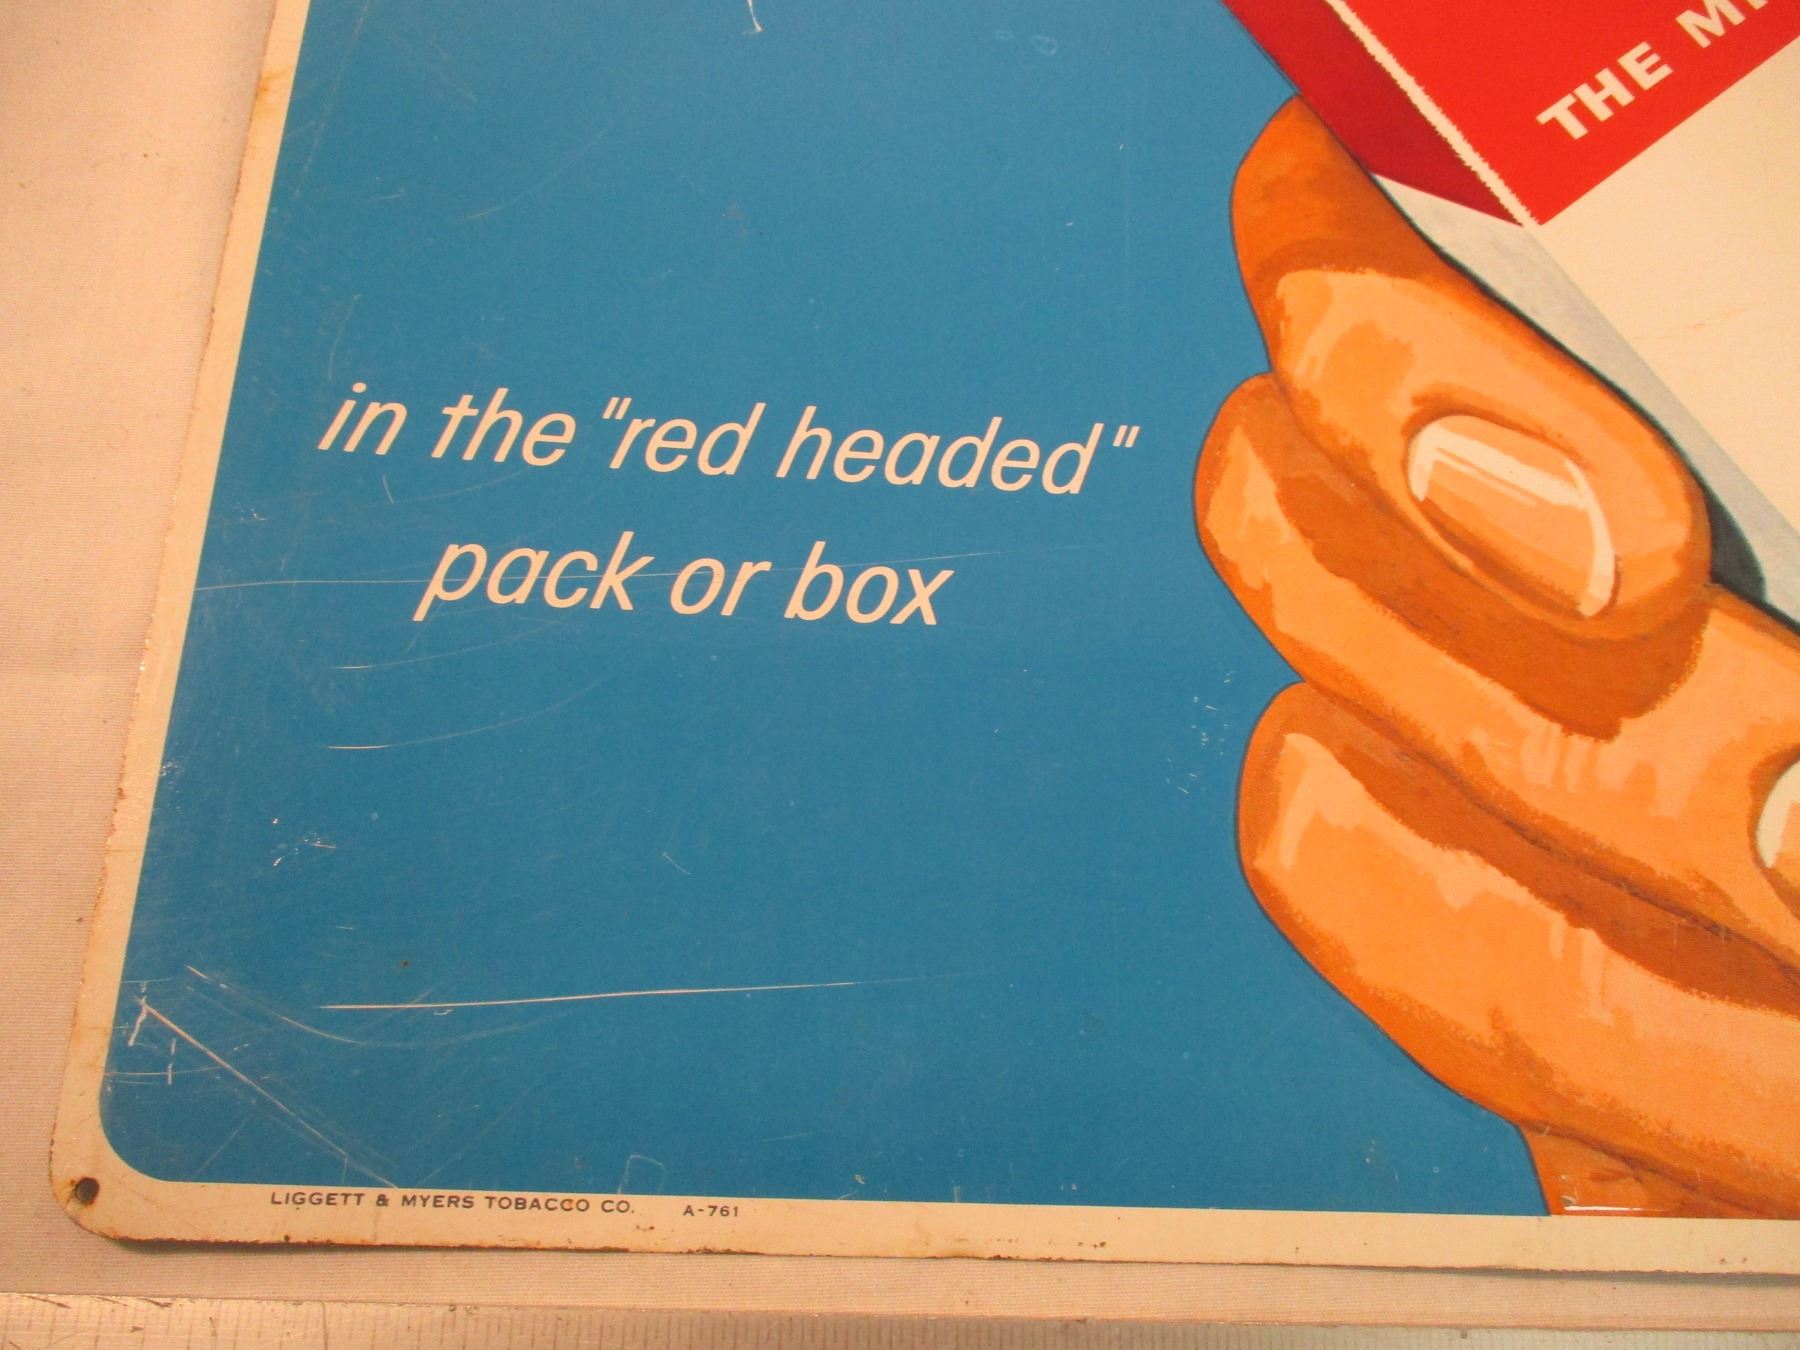 THE
in the "red headed"
pack or box
LIGGETT & MYERS TOBACCO CO. A-761